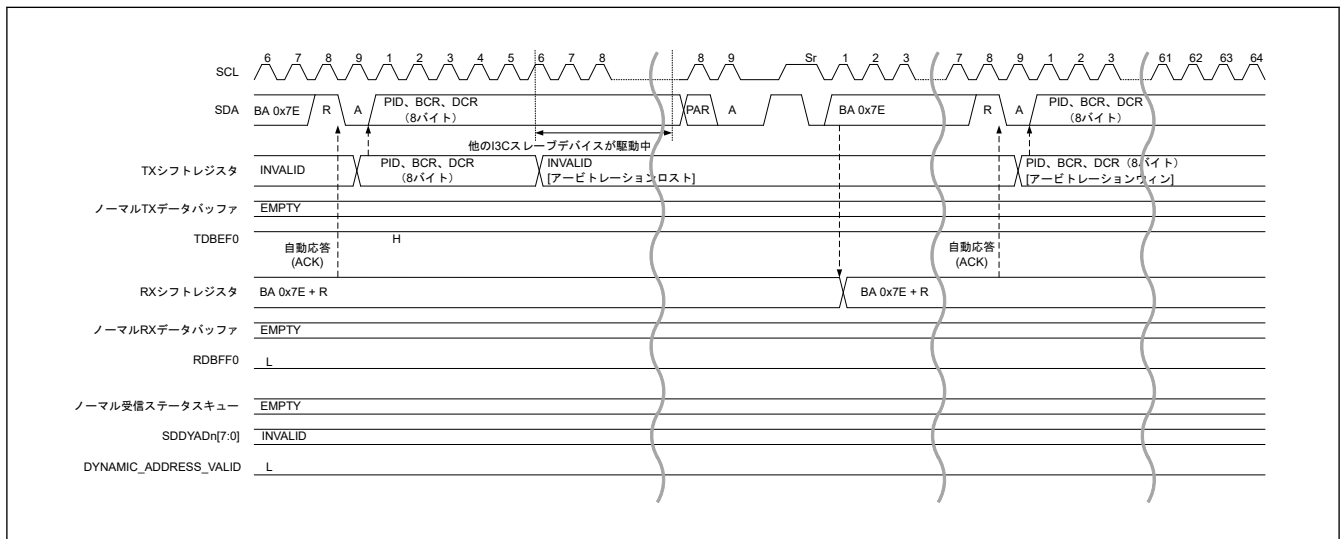 SCL 6 7 8 9 1 2 3 4 5 6 7 8 8 9 Sr 1 2 3 7 8 9 1 2 3 61 62 63 64
SDA BA 0x7E R A PID、BCR、DCR PAR A BA 0x7E R A PID、BCR、DCR
(8バイト) (8バイト)
他のI3Cスレーブデバイスが駆動中
TXシフトレジスタ INVALID PID、BCR、DCR INVALID PID、BCR、DCR(8バイト)
(8バイト) [アービトレーションロスト] [アービトレーションウィン]
ノーマルTXデータバッファ EMPTY
TDBEF0 H
自動応答 自動応答
(ACK) (ACK)
RXシフトレジスタ BA 0x7E + R BA 0x7E + R
ノーマルRXデータバッファ EMPTY
RDBFF0 L
ノーマル受信ステータスキュー EMPTY
SDDYADn[7:0] INVALID
DYNAMIC_ADDRESS_VALID L